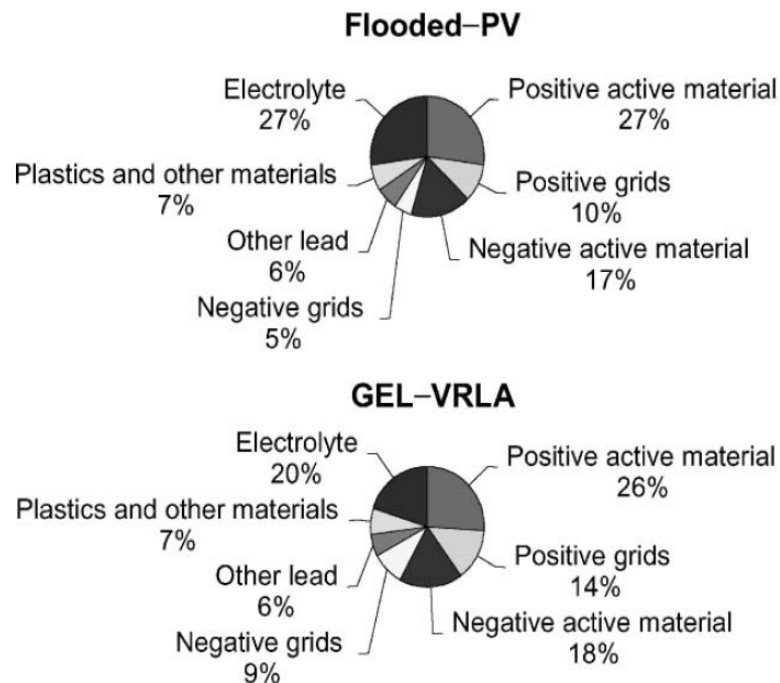 Flooded–PV
Electrolyte
27%
Positive active material
27%
Plastics and other materials
7%
Positive grids
10%
Other lead
6%
Negative active material
17%
Negative grids
5%
GEL–VRLA
Electrolyte
20%
Positive active material
26%
Plastics and other materials
7%
Positive grids
14%
Other lead
6%
Negative active material
18%
Negative grids
9%